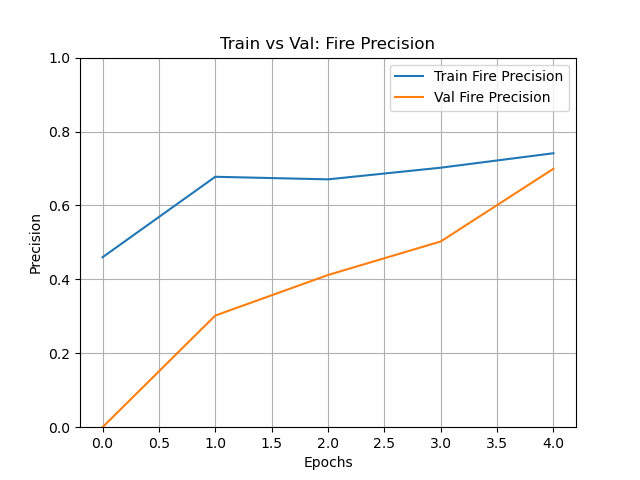 Train vs Val: Fire Precision
1.0
Train Fire Precision
Val Fire Precision
0.8
0.6
Precision
0.4
0.2
0.0
0.0 0.5 1.0 1.5 2.0 2.5 3.0 3.5 4.0
Epochs